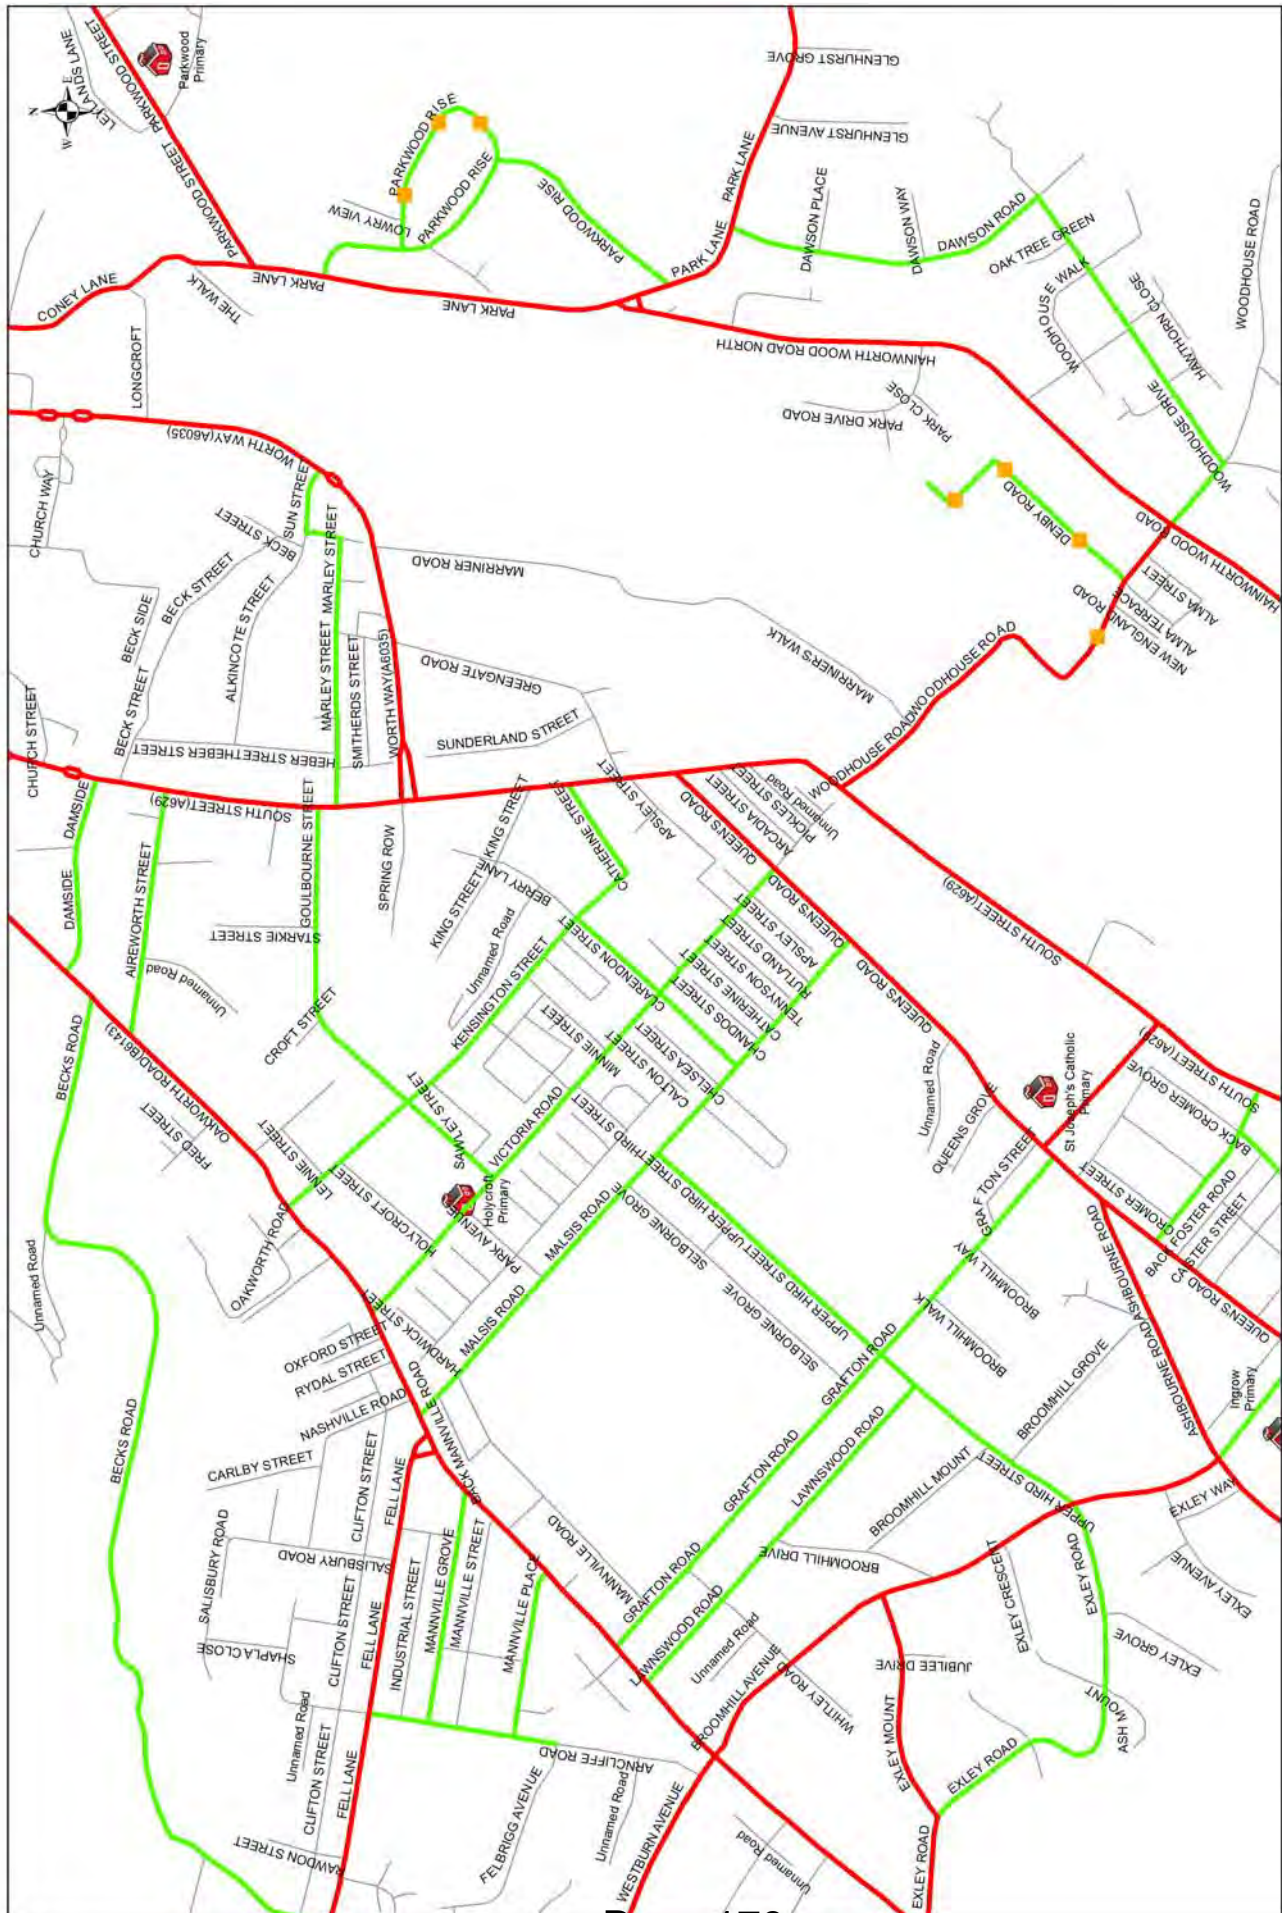 N
W
E
LEYLANDS LANE
PARKWOOD STREET
PARKWOOD STREET
PARKWOOD STREET
Parkwood
Primary
CONEY LANE
THE WALK
PARK LANE
LONGCROFT
LOWRY VIEW
PARKWOOD RISE
PARKWOOD RISE
PARKWOOD RISE
PARK LANE
PARK LANE
PARK LANE
GLENHURST GROVE
GLENHURST AVENUE
DAWSON PLACE
DAWSON WAY
DAWSON ROAD
OAK TREE GREEN
WOODHOUSE WALK
HAWTHORN CLOSE
WOODHOUSE DRIVE
WOODHOUSE ROAD
HAINWORTH WOOD ROAD NORTH
PARK CLOSE
PARK DRIVE ROAD
DENBY ROAD
HAINWORTH WOOD ROAD
ALMA STREET
ALMA TERRACE
NEW ENGLAND ROAD
WOODHOUSE ROAD
WOODHOUSE ROAD
MARRINER'S WALK
MARRINER ROAD
WORTH WAY(A6035)
CHURCH WAY
SUN STREET
BECK STREET
BECK STREET
BECK SIDE
ALKINCOTE STREET
BECK STREET
MARLEY STREET
MARLEY STREET
SMITHERDS STREET
WORTH WAY(A6035)
GREENGATE ROAD
SUNDERLAND STREET
HEBER STREET
HEBER STREET
CHURCH STREET
DAMSIDE
DAMSIDE
SOUTH STREET(A629)
AIREWORTH STREET
GOULBOURNE STREET
STARKIE STREET
SPRING ROW
KING STREET
KING STREET
BERRY LANE
CATHERINE STREET
CATHERINE STREET
APSLEY STREET
APSLEY STREET
QUEEN'S ROAD
ARCADIA STREET
PICKLES STREET
Unnamed Road
WOODHOUSE ROAD
QUEEN'S ROAD
APSLEY STREET
RUTLAND STREET
TENNYSON STREET
CATHERINE STREET
CHANDOS STREET
SOUTH STREET(A629)
Unnamed Road
CROFT STREET
Unnamed Road
KENSINGTON STREET
CLARENDON STREET
MINNIE STREET
CALTON STREET
CHELSEA STREET
BECKS ROAD
OAKWORTH ROAD(B6143)
FRED STREET
LENNIE STREET
SAWLEY STREET
VICTORIA ROAD
HOLYCROFT STREET
Holycroft
Primary
PARK AVENUE
OAKWORTH ROAD
Unnamed Road
BECKS ROAD
OXFORD STREET
RYDAL STREET
NASHVILLE ROAD
HARDWICK STREET
MALSIS ROAD
MALSIS ROAD
THIRD STREET
UPPER HIRD STREET
SELBORNE GROVE
SELBORNE GROVE
UPPER HIRD STREET
QUEEN'S ROAD
Unnamed Road
QUEENS GROVE
GRAFTON STREET
St Joseph's Catholic
Primary
SOUTH STREET(A629)
CROMER GROVE
BACK CROMER GROVE
SOUTH STREET
CROMER STREET
BACK FOSTER ROAD
CAISTER STREET
QUEEN'S ROAD
ASHBOURNE ROAD
ASHBOURNE ROAD
ASHBOURNE ROAD
Ingrow
Primary
BROOMHILL WAY
BROOMHILL
BROOMHILL WALK
BROOMHILL
GRAFTON ROAD
BROOMHILL GROVE
BROOMHILL MOUNT
UPPER HIRD STREET
GRAFTON ROAD
LAWNSWOOD ROAD
BROOMHILL DRIVE
GRAFTON ROAD
LAWNSWOOD ROAD
CARLBY STREET
CLIFTON STREET
FELL LANE
BACK MANNVILLE ROAD
SALISBURY ROAD
SALISBURY ROAD
SHAPLA CLOSE
CLIFTON STREET
FELL LANE
INDUSTRIAL STREET
MANNVILLE GROVE
MANNVILLE STREET
MANNVILLE PLACE
MANNVILLE ROAD
Unnamed Road
CLIFTON STREET
FELL LANE
RAWDON STREET
ARNCLIFFE ROAD
FELBRIGG AVENUE
Unnamed Road
WESTBURN AVENUE
BROOMHILL AVENUE
Unnamed Road
WHITLEY ROAD
Unnamed Road
JUBILEE DRIVE
EXLEY MOUNT
EXLEY ROAD
EXLEY ROAD
EXLEY CRESCENT
EXLEY ROAD
EXLEY GROVE
ASH MOUNT
EXLEY AVENUE
EXLEY WAY